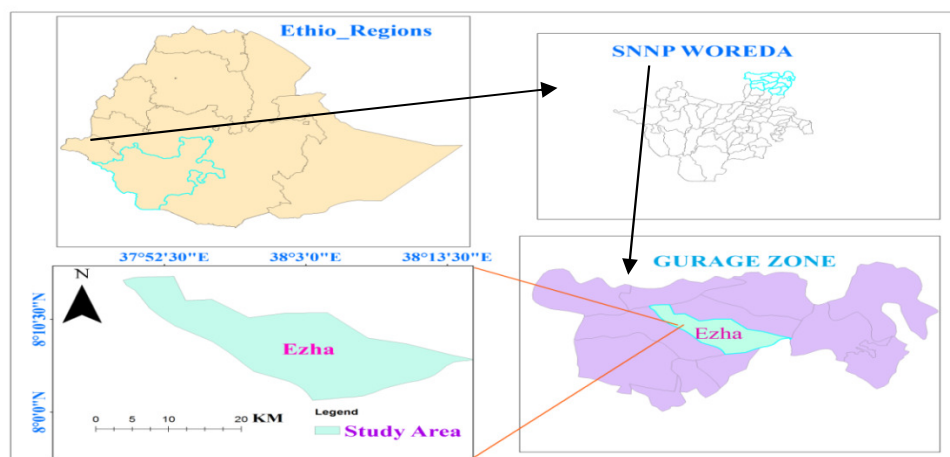 Ethio_Regions
SNNP WOREDA
37°52'30"E 38°3'0"E 38°13'30"E
N
8°10'30"N
8°0'0"N
Ezha
0 5 10 20 KM
Legend
Study Area
GURAGE ZONE
Ezha